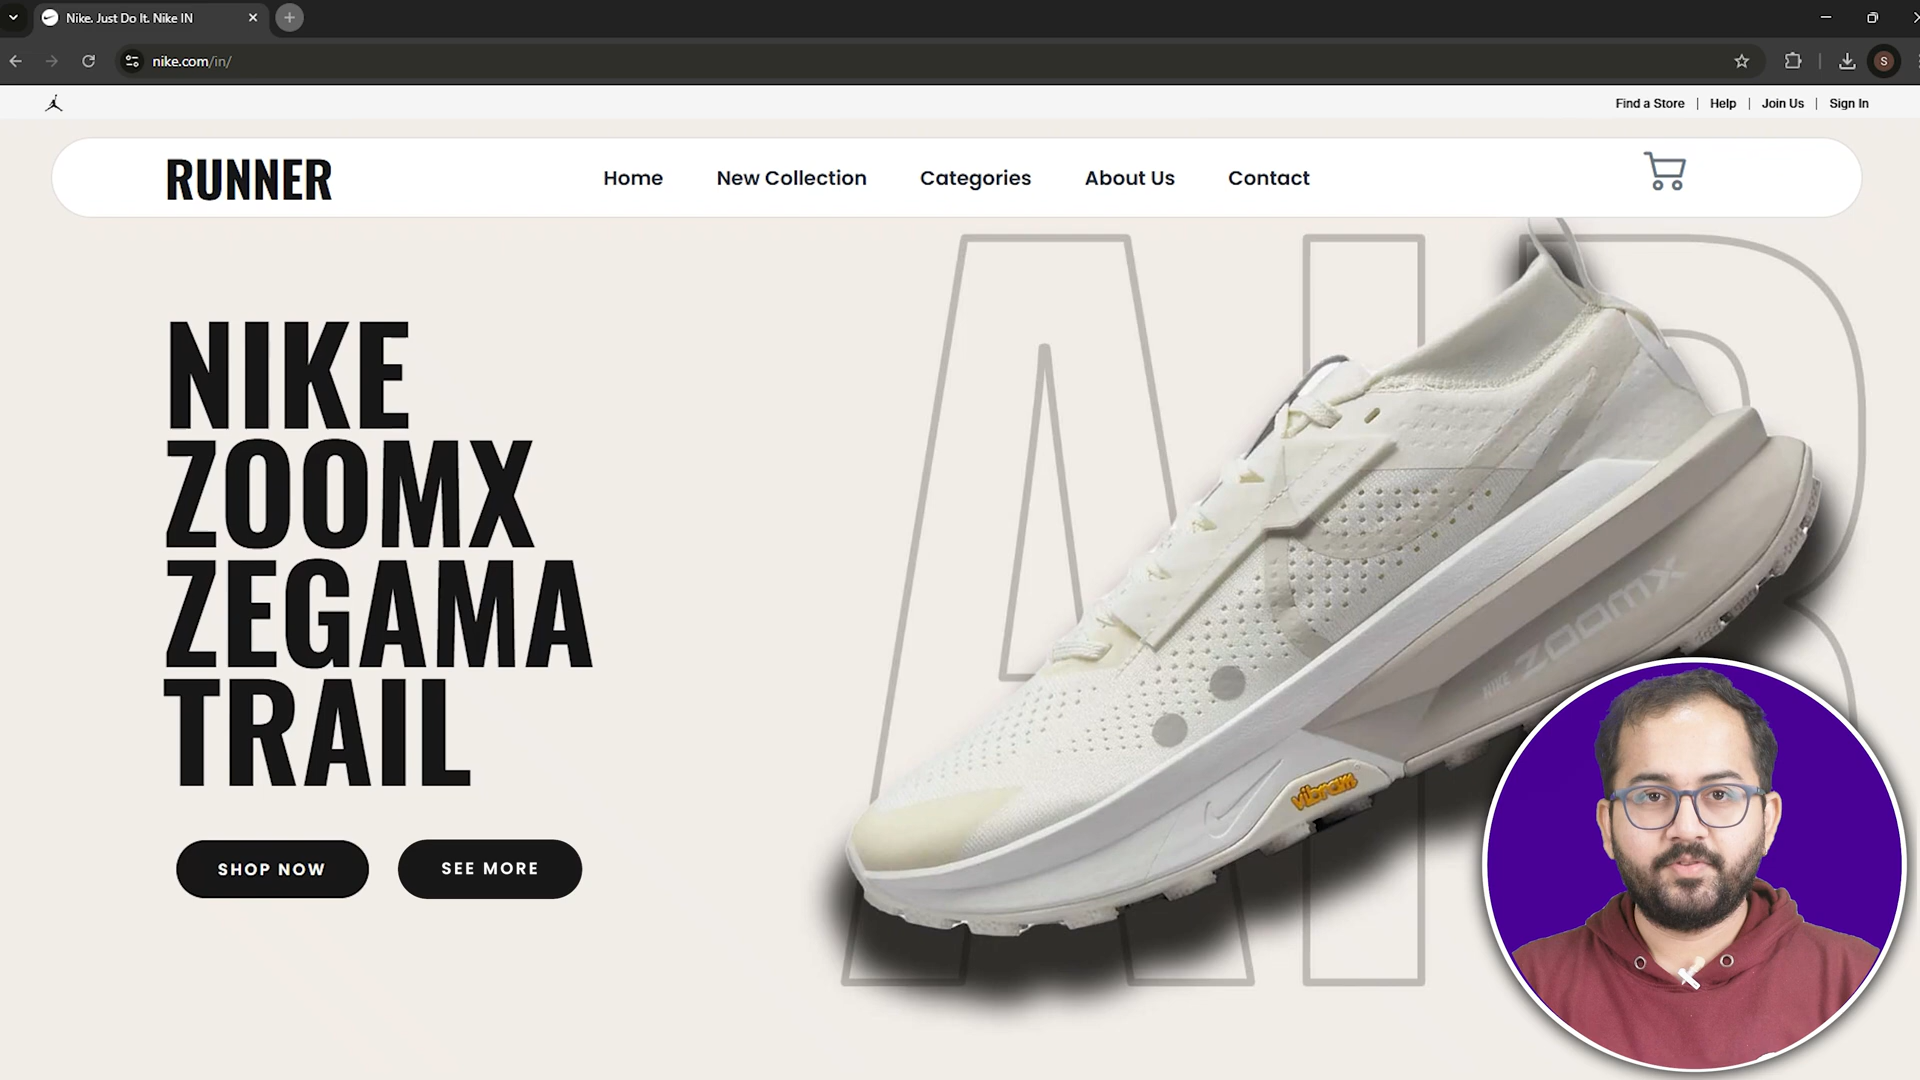 Nike. Just Do It. Nike IN
nike.com/in/
S
Find a Store | Help | Join Us | Sign In
RUNNER
Home New Collection Categories About Us Contact
AIR
NIKE
ZOOMX
ZEGAMA
TRAIL
NIKE ZOOMX
vibram
SHOP NOW SEE MORE